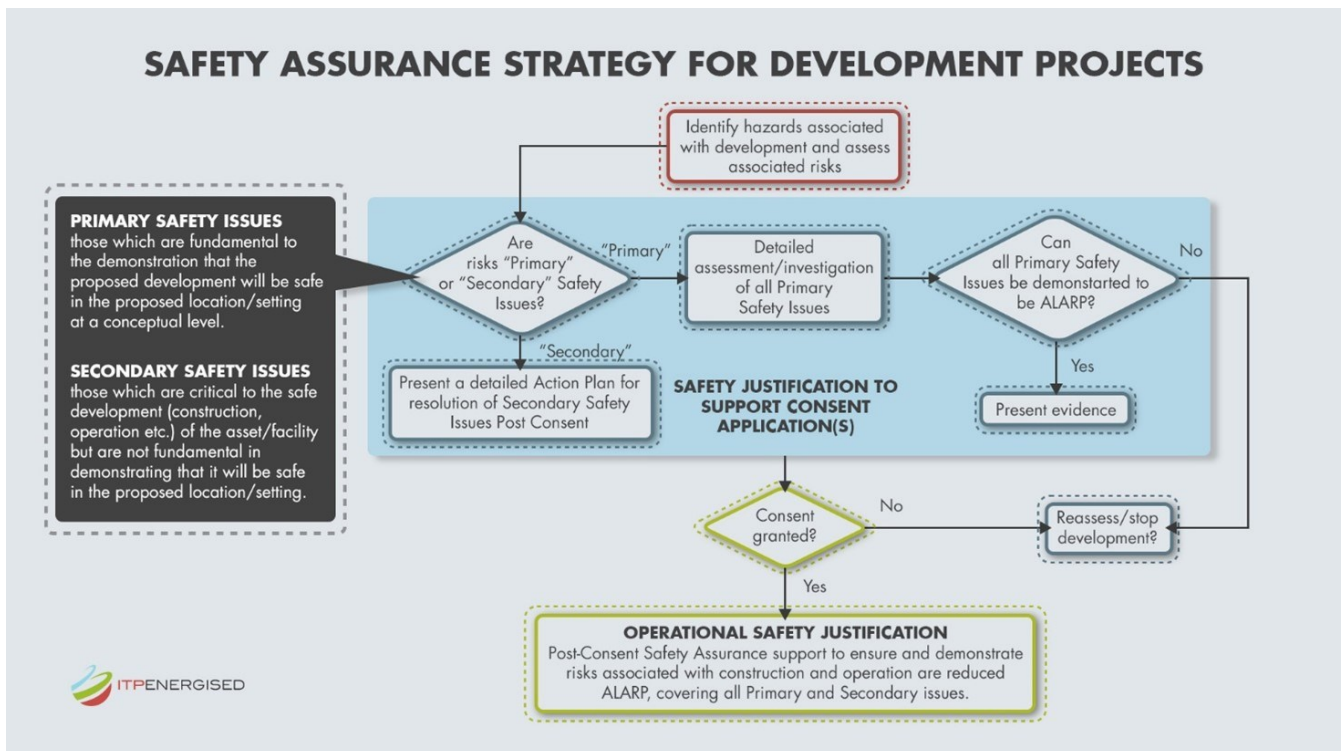 SAFETY ASSURANCE STRATEGY FOR DEVELOPMENT PROJECTS
Identify hazards associated
with development and assess
associated risks
PRIMARY SAFETY ISSUES
those which are fundamental to
the demonstration that the
proposed development will be safe
in the proposed location/setting
at a conceptual level.
SECONDARY SAFETY ISSUES
those which are critical to the safe
development (construction,
operation etc.) of the asset/facility
but are not fundamental in
demonstrating that it will be safe
in the proposed location/setting.
Are
risks “Primary”
or “Secondary” Safety
Issues?
“Primary”
Detailed
assessment/investigation
of all Primary
Safety Issues
Can
all Primary Safety
Issues be demonstarted to
be ALARP?
No
“Secondary”
Present a detailed Action Plan for
resolution of Secondary Safety
Issues Post Consent
SAFETY JUSTIFICATION TO
SUPPORT CONSENT
APPLICATION(S)
Yes
Present evidence
Consent
granted?
No
Reassess/stop
development?
Yes
OPERATIONAL SAFETY JUSTIFICATION
Post-Consent Safety Assurance support to ensure and demonstrate
risks associated with construction and operation are reduced
ALARP, covering all Primary and Secondary issues.
ITPENERGISED